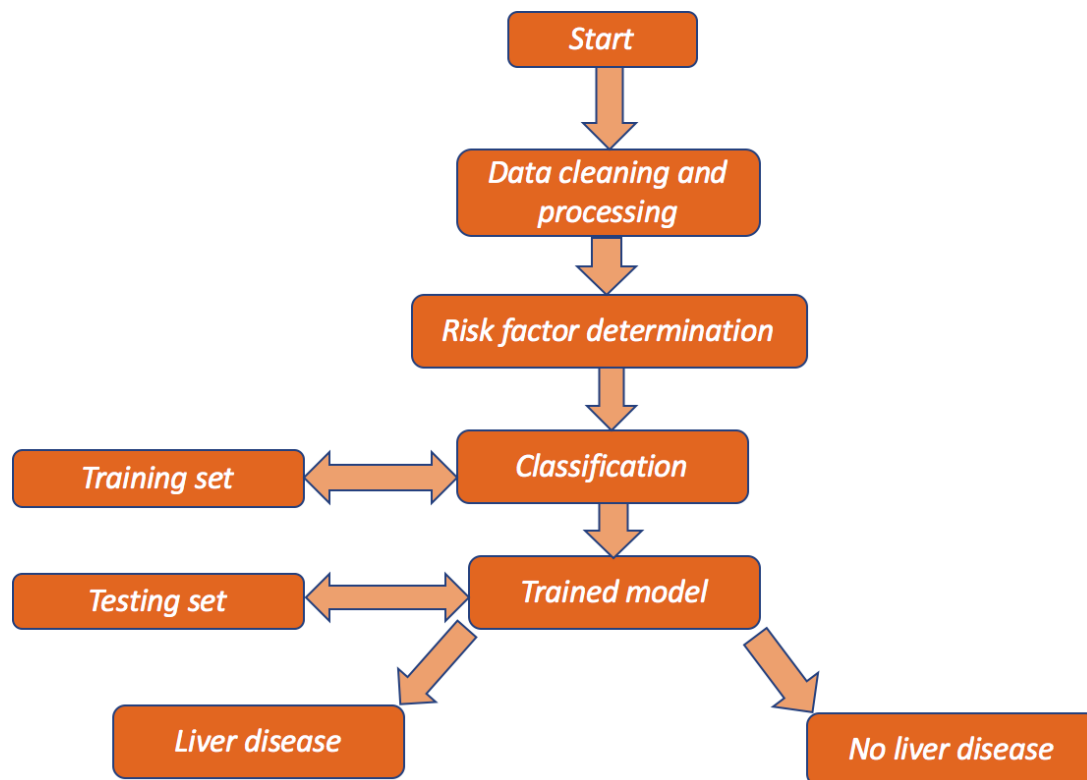 Start
Data cleaning and
processing
Risk factor determination
Classification
Training set
Trained model
Testing set
Liver disease
No liver disease